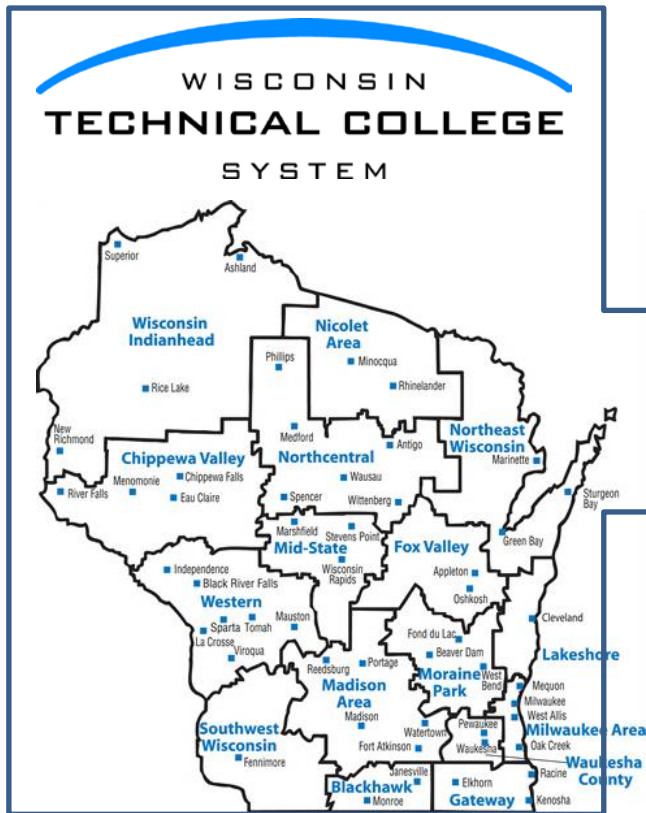 WISCONSIN
TECHNICAL COLLEGE
SYSTEM
Superior
Ashland
Wisconsin
Indianhead
Nicolet
Area
Phillips
Minocqua
Rice Lake
Rhinelander
New
Richmond
Medford
Antigo
Northeast
Wisconsin
Marinette
Chippewa Valley
Northcentral
Chippewa Falls
Wausau
River Falls
Menomonie
Eau Claire
Spencer
Wittenberg
Sturgeon
Bay
Marshfield
Stevens Point
Mid-State
Fox Valley
Green Bay
Wisconsin
Rapids
Independence
Black River Falls
Appleton
Oshkosh
Western
Mauston
Sparta
Tomah
La Crosse
Viroqua
Cleveland
Fond du Lac
Beaver Dam
Lakeshore
Reedsburg
Portage
Moraine
Park
West
Bend
Mequon
Madison
Area
Milwaukee
West Allis
Milwaukee Area
Southwest
Wisconsin
Madison
Watertown
Pewaukee
Waukesha
Oak Creek
Fort Atkinson
Fennimore
Waukesha
County
Janesville
Blackhawk
Monroe
Elkhorn
Gateway
Racine
Kenosha